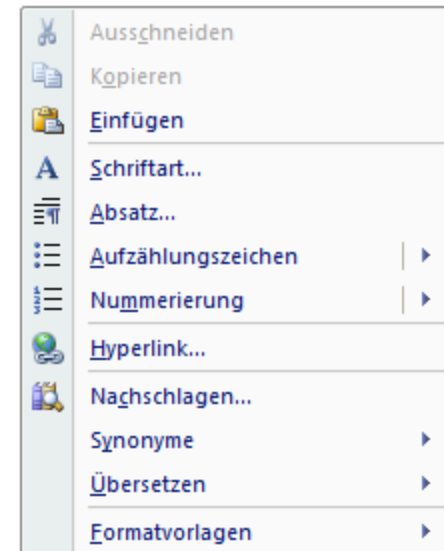 Ausschneiden
Kopieren
Einfügen
Schriftart...
Absatz...
Aufzählungszeichen
Nummerierung
Hyperlink...
Nachschlagen...
Synonyme
Übersetzen
Formatvorlagen